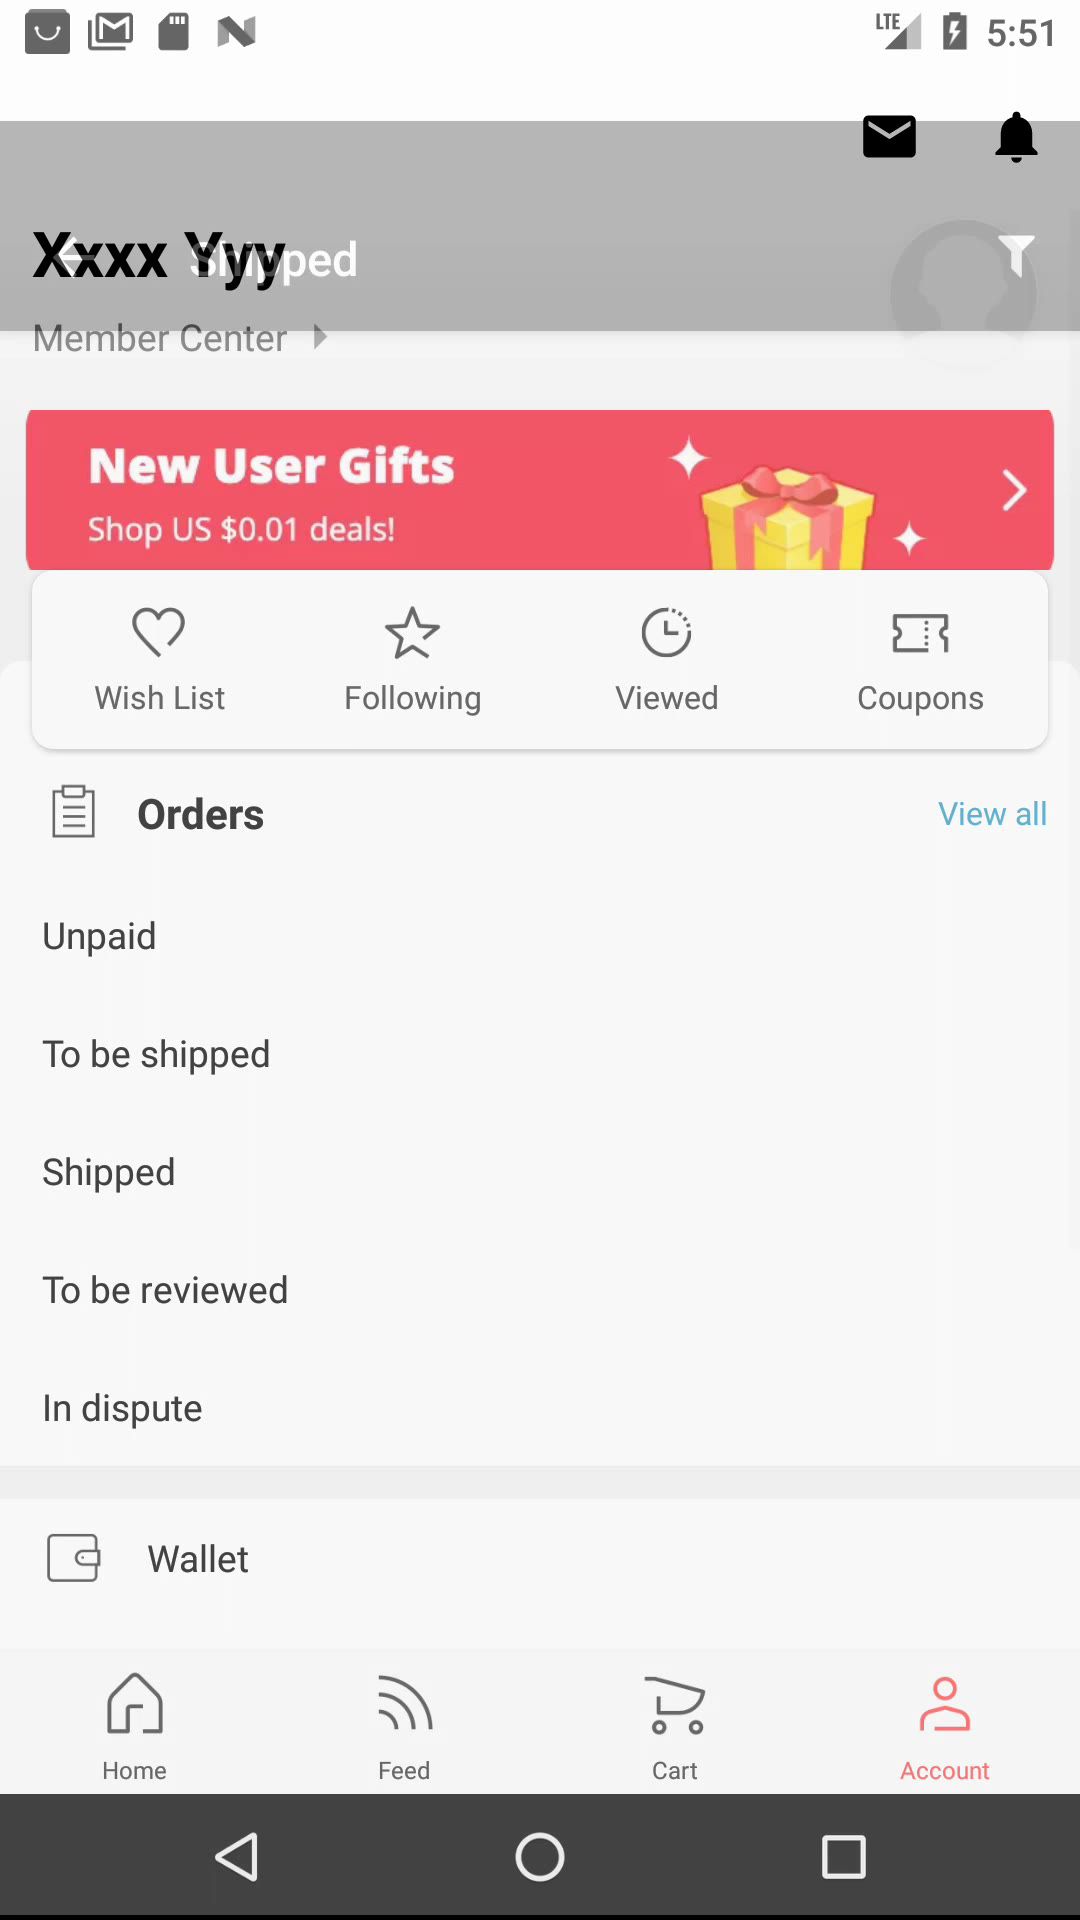 LTE 5:51
Xxxx Yyy
Shipped
Member Center
New User Gifts
Shop US $0.01 deals!
Wish List Following Viewed Coupons
Orders View all
Unpaid
To be shipped
Shipped
To be reviewed
In dispute
Wallet
Home Feed Cart Account